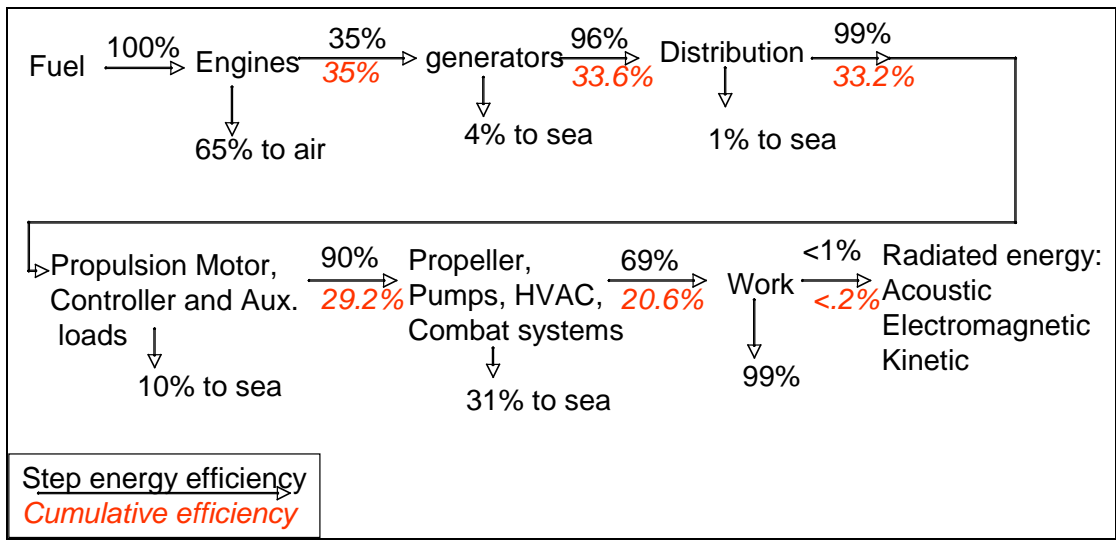 Fuel
100%
Engines
35%
35%
generators
96%
33.6%
Distribution
99%
33.2%
65% to air
4% to sea
1% to sea
Propulsion Motor,
Controller and Aux.
loads
90%
29.2%
Propeller,
Pumps, HVAC,
Combat systems
69%
20.6%
Work
<1%
<.2%
Radiated energy:
Acoustic
Electromagnetic
Kinetic
10% to sea
31% to sea
99%
Step energy efficiency
Cumulative efficiency